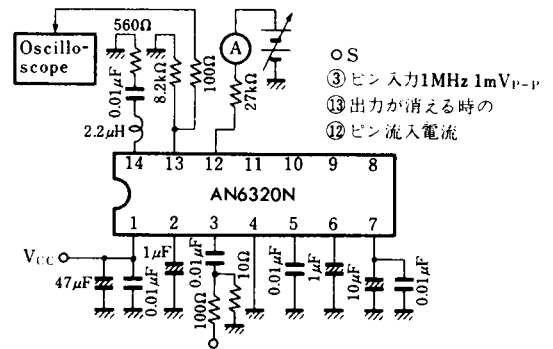 560Ω
Oscillo-
scope
0.01μF
8.2kΩ
100Ω
A
27kΩ
2.2μH
S
③ピン入力1MHz 1mVP-P
⑬出力が消える時の
⑫ピン流入電流
14 13 12 11 10 9 8
AN6320N
1 2 3 4 5 6 7
VCC
47μF
0.01μF
1μF
0.01μF
10Ω
100Ω
0.01μF
1μF
10μF
0.01μF